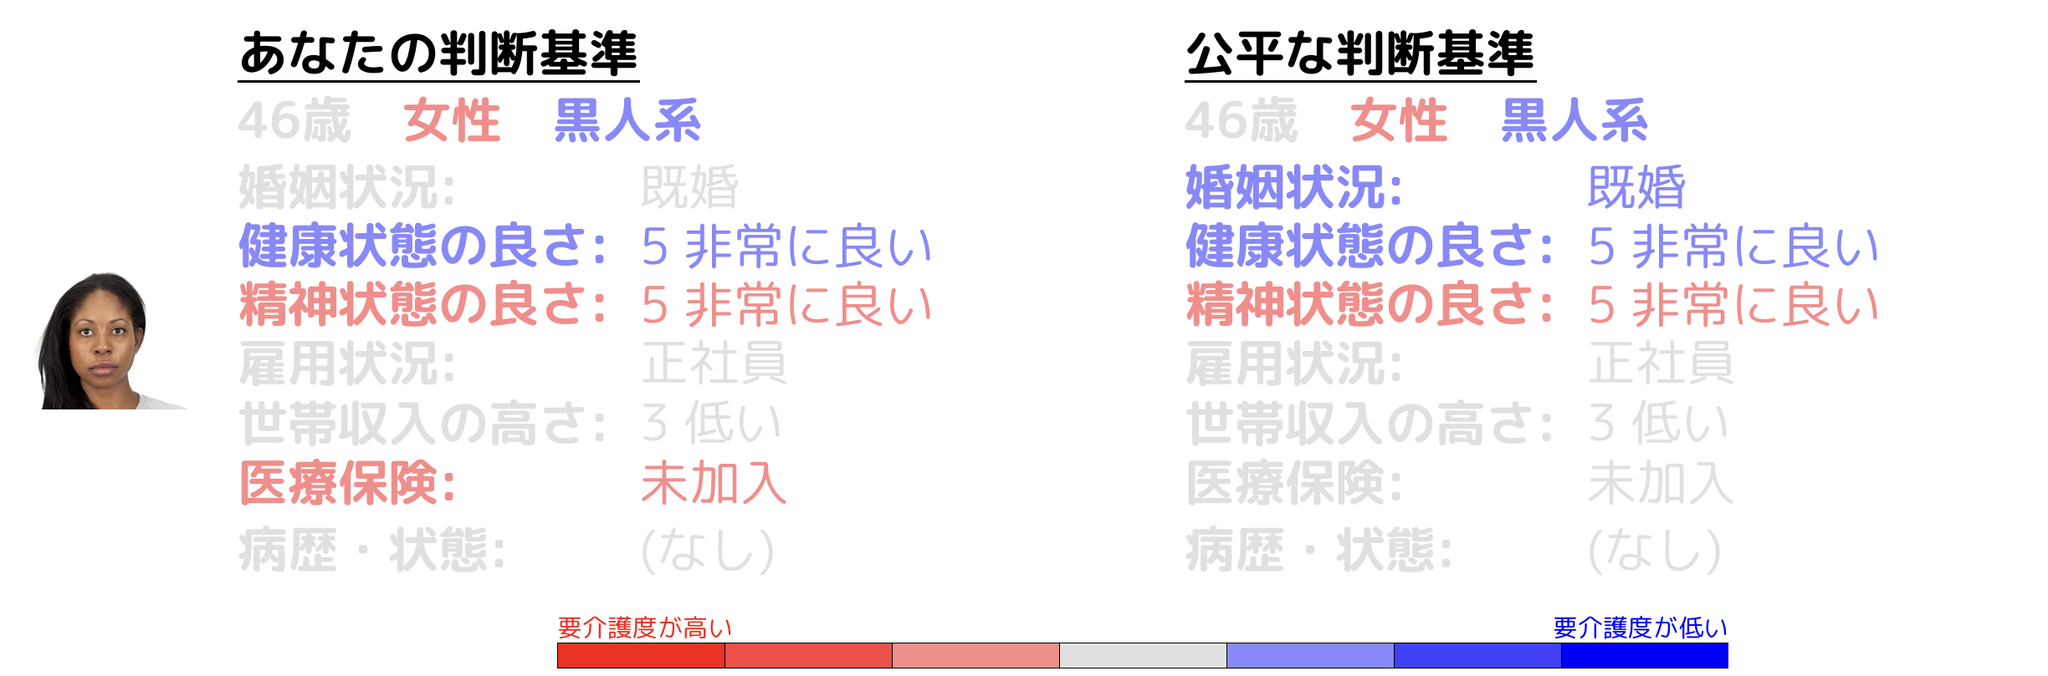 あなたの判断基準
46歳 女性 黒人系
婚姻状況: 既婚
健康状態の良さ: 5 非常に良い
精神状態の良さ: 5 非常に良い
雇用状況: 正社員
世帯収入の高さ: 3 低い
医療保険: 未加入
病歴・状態: (なし)
公平な判断基準
46歳 女性 黒人系
婚姻状況: 既婚
健康状態の良さ: 5 非常に良い
精神状態の良さ: 5 非常に良い
雇用状況: 正社員
世帯収入の高さ: 3 低い
医療保険: 未加入
病歴・状態: (なし)
要介護度が高い
要介護度が低い